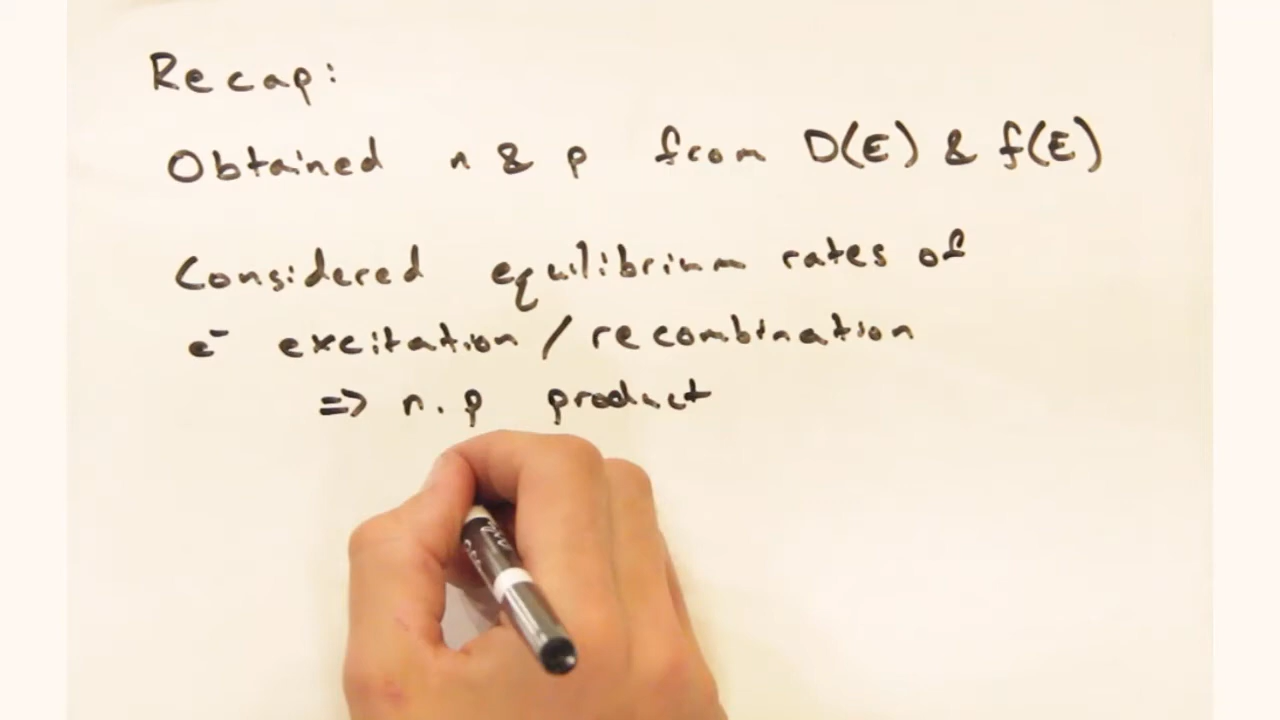 Recap:
Obtained n & p from D(E) & f(E)
Considered equilibrium rates of
e⁻ excitation / recombination
=> n.p product